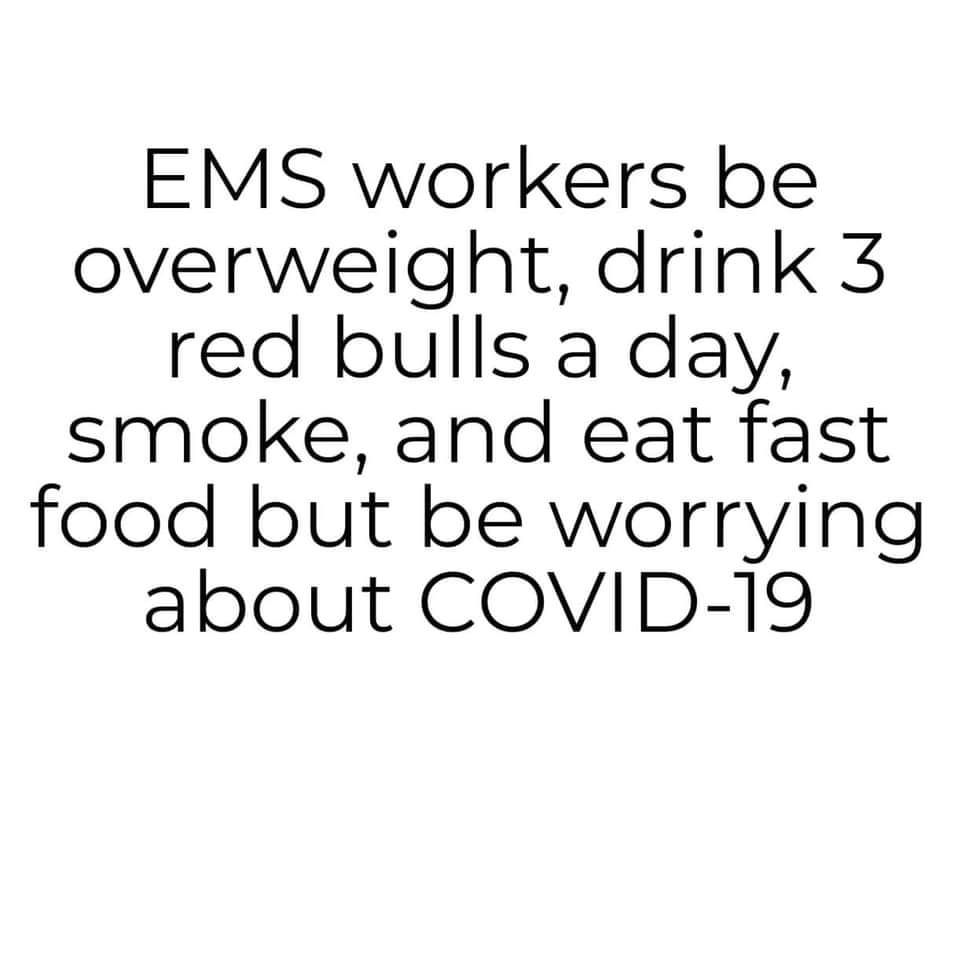 EMS workers be
overweight, drink 3
red bulls a day,
smoke, and eat fast
food but be worrying
about COVID-19